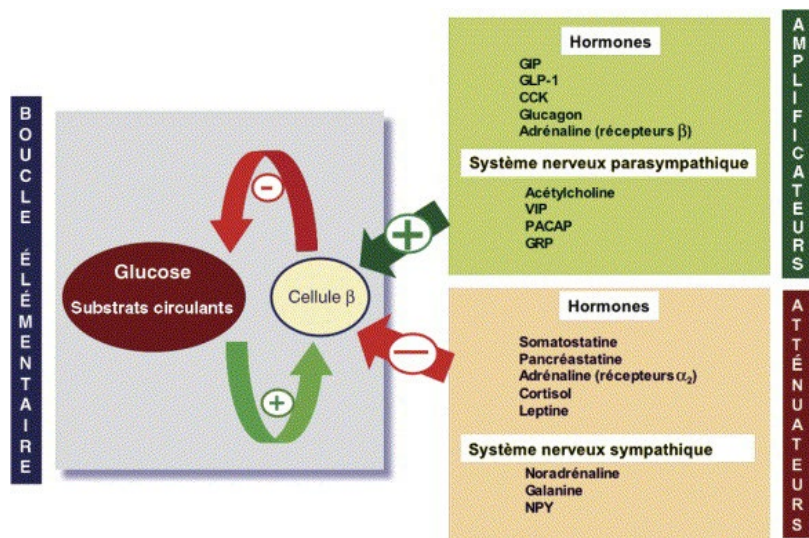 BOUCLE ÉLÉMENTAIRE
Glucose
Substrats circulants
-
Cellule β
+
+
-
Hormones
GIP
GLP-1
CCK
Glucagon
Adrénaline (récepteurs β)
Système nerveux parasympathique
Acétylcholine
VIP
PACAP
GRP
AMPLIFICATEURS
Hormones
Somatostatine
Pancréastatine
Adrénaline (récepteurs α₂)
Cortisol
Leptine
Système nerveux sympathique
Noradrénaline
Galanine
NPY
ATTÉNUATEURS